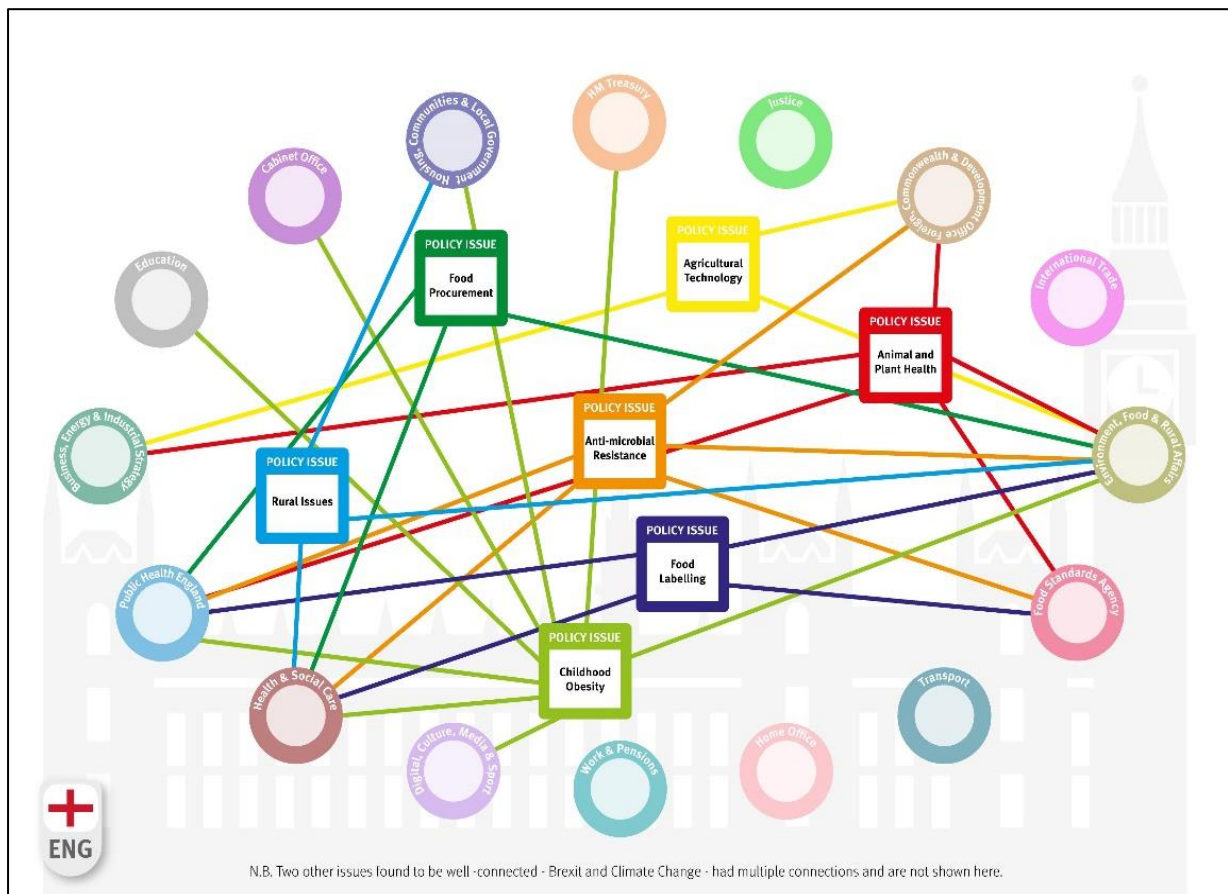 HM Treasury
Justice
Housing, Communities & Local Government
Cabinet Office
Foreign, Commonwealth & Development Office
POLICY ISSUE
Agricultural
Technology
POLICY ISSUE
Food
Procurement
Education
International Trade
POLICY ISSUE
Animal and
Plant Health
POLICY ISSUE
Anti-microbial
Resistance
Business, Energy & Industrial Strategy
Environment, Food & Rural Affairs
POLICY ISSUE
Rural Issues
POLICY ISSUE
Food
Labelling
Public Health England
Food Standards Agency
POLICY ISSUE
Childhood
Obesity
Health & Social Care
Transport
Digital, Culture, Media & Sport
Work & Pensions
Home Office
ENG
N.B. Two other issues found to be well -connected - Brexit and Climate Change - had multiple connections and are not shown here.